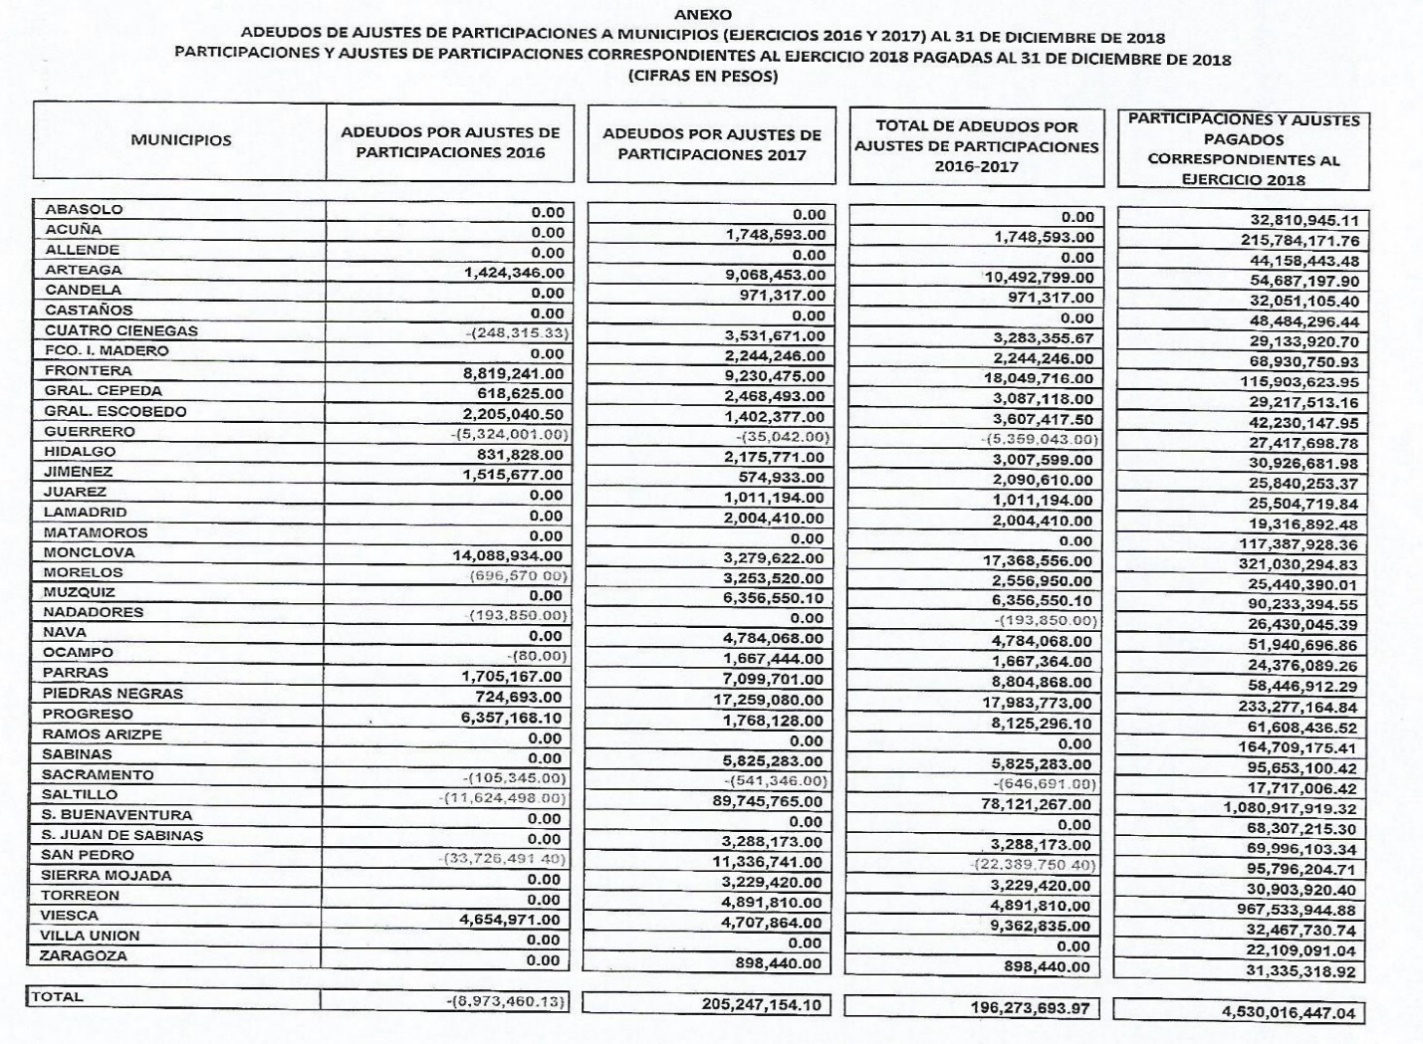 ANEXO
ADEUDOS DE AJUSTES DE PARTICIPACIONES A MUNICIPIOS (EJERCICIOS 2016 Y 2017) AL 31 DE DICIEMBRE DE 2018
PARTICIPACIONES Y AJUSTES DE PARTICIPACIONES CORRESPONDIENTES AL EJERCICIO 2018 PAGADAS AL 31 DE DICIEMBRE DE 2018
(CIFRAS EN PESOS)
MUNICIPIOS
ADEUDOS POR AJUSTES DE
PARTICIPACIONES 2016
ADEUDOS POR AJUSTES DE
PARTICIPACIONES 2017
TOTAL DE ADEUDOS POR
AJUSTES DE PARTICIPACIONES
2016-2017
PARTICIPACIONES Y AJUSTES
PAGADOS
CORRESPONDIENTES AL
EJERCICIO 2018
ABASOLO 0.00 0.00 0.00 32,810,945.11
ACUÑA 0.00 1,748,593.00 1,748,593.00 215,784,171.76
ALLENDE 0.00 0.00 0.00 44,158,443.48
ARTEAGA 1,424,346.00 9,068,453.00 10,492,799.00 54,687,197.90
CANDELA 0.00 971,317.00 971,317.00 32,051,105.40
CASTAÑOS 0.00 0.00 0.00 48,484,296.44
CUATRO CIENEGAS -(248,315.33) 3,531,671.00 3,283,355.67 29,133,920.70
FCO. I. MADERO 0.00 2,244,246.00 2,244,246.00 68,930,750.93
FRONTERA 8,819,241.00 9,230,475.00 18,049,716.00 115,903,623.95
GRAL. CEPEDA 618,625.00 2,468,493.00 3,087,118.00 29,217,513.16
GRAL. ESCOBEDO 2,205,040.50 1,402,377.00 3,607,417.50 42,230,147.95
GUERRERO -(5,324,001.00) -(35,042.00) -(5,359,043.00) 27,417,698.78
HIDALGO 831,828.00 2,175,771.00 3,007,599.00 30,926,681.98
JIMENEZ 1,515,677.00 574,933.00 2,090,610.00 25,840,253.37
JUAREZ 0.00 1,011,194.00 1,011,194.00 25,504,719.84
LAMADRID 0.00 2,004,410.00 2,004,410.00 19,316,892.48
MATAMOROS 0.00 0.00 0.00 117,387,928.36
MONCLOVA 14,088,934.00 3,279,622.00 17,368,556.00 321,030,294.83
MORELOS (696,570 00) 3,253,520.00 2,556,950.00 25,440,390.01
MUZQUIZ 0.00 6,356,550.10 6,356,550.10 90,233,394.55
NADADORES -(193,850.00) 0.00 -(193,850.00) 26,430,045.39
NAVA 0.00 4,784,068.00 4,784,068.00 51,940,696.86
OCAMPO -(80.00) 1,667,444.00 1,667,364.00 24,376,089.26
PARRAS 1,705,167.00 7,099,701.00 8,804,868.00 58,446,912.29
PIEDRAS NEGRAS 724,693.00 17,259,080.00 17,983,773.00 233,277,164.84
PROGRESO 6,357,168.10 1,768,128.00 8,125,296.10 61,608,436.52
RAMOS ARIZPE 0.00 0.00 0.00 164,709,175.41
SABINAS 0.00 5,825,283.00 5,825,283.00 95,653,100.42
SACRAMENTO -(105,345.00) -(541,346.00) -(646,691.00) 17,717,006.42
SALTILLO -(11,624,498.00) 89,745,765.00 78,121,267.00 1,080,917,919.32
S. BUENAVENTURA 0.00 0.00 0.00 68,307,215.30
S. JUAN DE SABINAS 0.00 3,288,173.00 3,288,173.00 69,996,103.34
SAN PEDRO -(33,726,491 40) 11,336,741.00 -(22.389,750 40) 95,796,204.71
SIERRA MOJADA 0.00 3,229,420.00 3,229,420.00 30,903,920.40
TORREON 0.00 4,891,810.00 4,891,810.00 967,533,944.88
VIESCA 4,654,971.00 4,707,864.00 9,362,835.00 32,467,730.74
VILLA UNION 0.00 0.00 0.00 22,109,091.04
ZARAGOZA 0.00 898,440.00 898,440.00 31,335,318.92
TOTAL -(8,973,460.13) 205,247,154.10 196,273,693.97 4,530,016,447.04